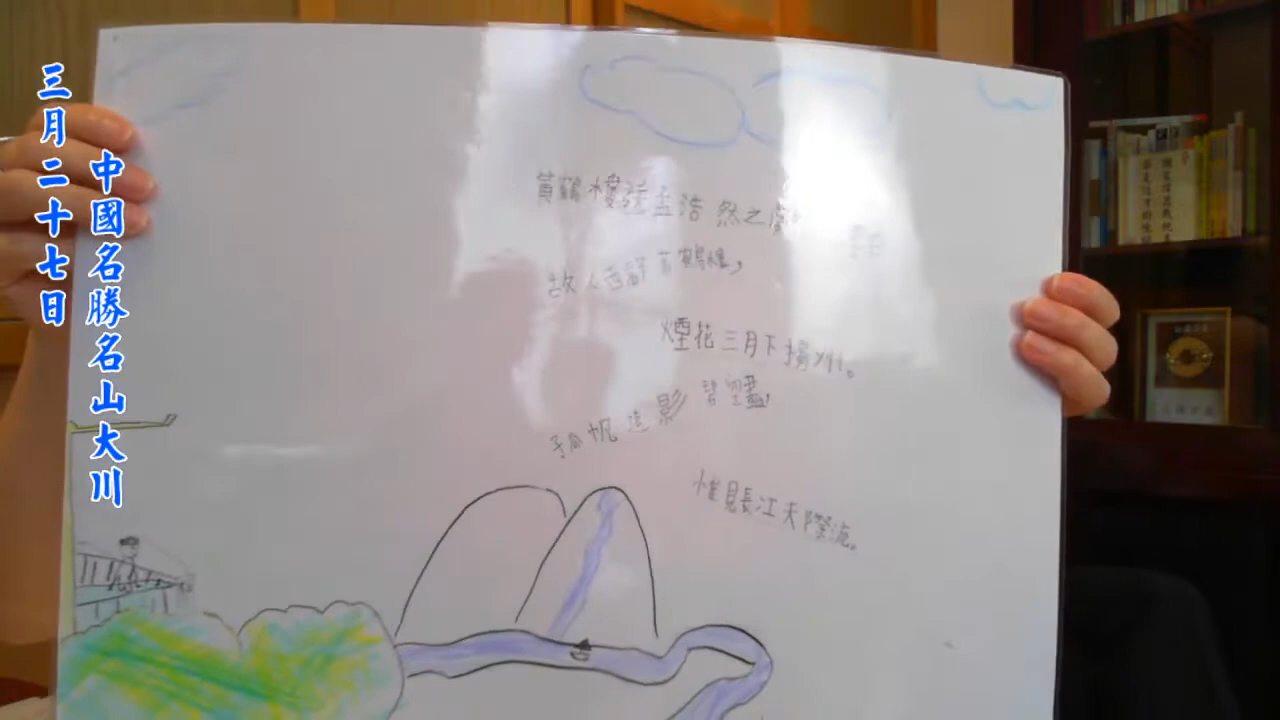 三月二十七日
中國名勝名山大川
黃鶴樓送孟浩然之廣
故人西辭黃鶴樓，
煙花三月下揚州。
孤帆遠影碧空盡，
惟見長江天際流。